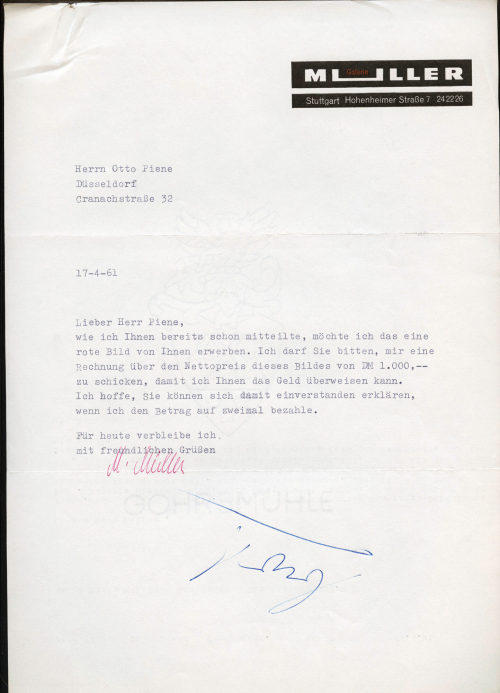 MÜLLER
Galerie
Stuttgart Hohenheimer Straße 7 24 22 26
Herrn Otto Piene
Düsseldorf
Cranachstraße 32
17-4-61
Lieber Herr Piene,
wie ich Ihnen bereits schon mitteilte, möchte ich das eine
rote Bild von Ihnen erwerben. Ich darf Sie bitten, mir eine
Rechnung über den Nettopreis dieses Bildes von DM 1.000,--
zu schicken, damit ich Ihnen das Geld überweisen kann.
Ich hoffe, Sie können sich damit einverstanden erklären,
wenn ich den Betrag auf zweimal bezahle.
Für heute verbleibe ich
mit freundlichen Grüßen
M. Müller
GOHRSMÜHLE